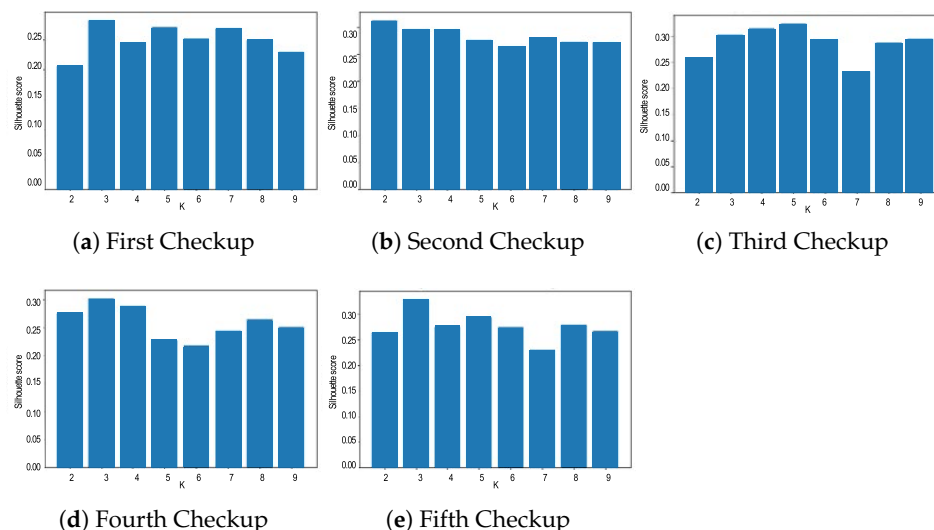 0.25
0.20
0.15
0.10
0.05
0.00
Silhouette score
2 3 4 5 6 7 8 9
K
(a) First Checkup
0.30
0.25
0.20
0.15
0.10
0.05
0.00
Silhouette score
2 3 4 5 6 7 8 9
K
(b) Second Checkup
0.30
0.25
0.20
0.15
0.10
0.05
0.00
Silhouette score
2 3 4 5 6 7 8 9
K
(c) Third Checkup
0.30
0.25
0.20
0.15
0.10
0.05
0.00
Silhouette score
2 3 4 5 6 7 8 9
K
(d) Fourth Checkup
0.30
0.25
0.20
0.15
0.10
0.05
0.00
Silhouette score
2 3 4 5 6 7 8 9
K
(e) Fifth Checkup